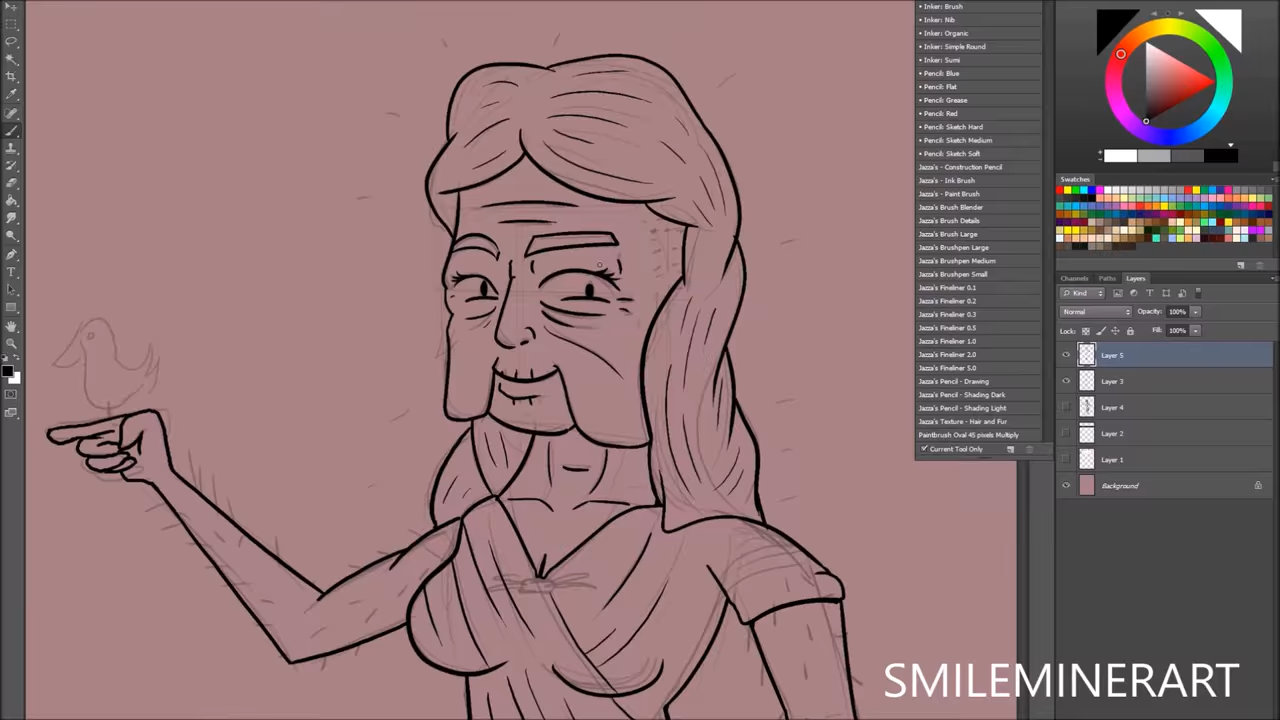 Inker: Brush
Inker: Nib
Inker: Organic
Inker: Simple Round
Inker: Sumi
Pencil: Blue
Pencil: Flat
Pencil: Grease
Pencil: Red
Pencil: Sketch Hard
Pencil: Sketch Medium
Pencil: Sketch Soft
Jazza's - Construction Pencil
Jazza's - Ink Brush
Jazza's - Paint Brush
Jazza's Brush Blender
Jazza's Brush Details
Jazza's Brush Large
Jazza's Brushpen Large
Jazza's Brushpen Medium
Jazza's Brushpen Small
Jazza's Fineliner 0.1
Jazza's Fineliner 0.2
Jazza's Fineliner 0.3
Jazza's Fineliner 0.5
Jazza's Fineliner 1.0
Jazza's Fineliner 2.0
Jazza's Fineliner 5.0
Jazza's Pencil - Drawing
Jazza's Pencil - Shading Dark
Jazza's Pencil - Shading Light
Jazza's Texture - Hair and Fur
Paintbrush Oval 45 pixels Multiply
Current Tool Only
Swatches
Channels Paths Layers
Kind
Normal Opacity: 100%
Lock: Fill: 100%
Layer 5
Layer 3
Layer 4
Layer 2
Layer 1
Background
SMILEMINERART